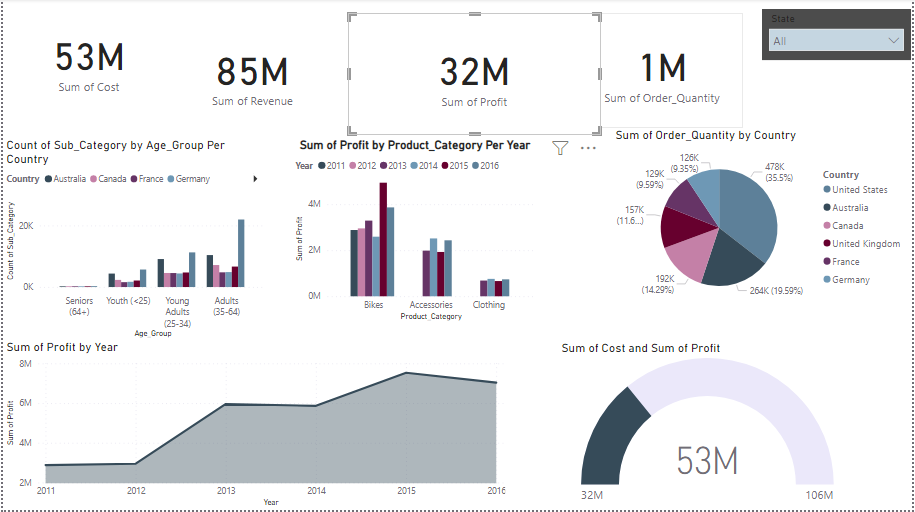 53M
Sum of Cost
85M
Sum of Revenue
32M
Sum of Profit
1M
Sum of Order_Quantity
State
All
Count of Sub_Category by Age_Group Per
Country
Country Australia Canada France Germany
Count of Sub_Category
20K
0K
Seniors
(64+)
Youth (<25)
Young
Adults
(25-34)
Adults
(35-64)
Age_Group
Sum of Profit by Product_Category Per Year
Year 2011 2012 2013 2014 2015 2016
Sum of Profit
4M
2M
0M
Bikes Accessories Clothing
Product_Category
Sum of Order_Quantity by Country
478K
(35.5%)
264K (19.59%)
192K
(14.29%)
157K
(11.6...)
129K
(9.59%)
126K
(9.35%)
Country
United States
Australia
Canada
United Kingdom
France
Germany
Sum of Profit by Year
Sum of Profit
8M
6M
4M
2M
2011 2012 2013 2014 2015 2016
Year
Sum of Cost and Sum of Profit
53M
32M
106M